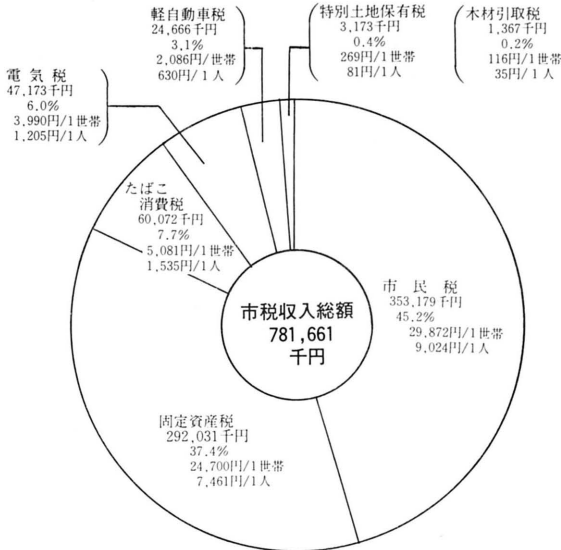 軽自動車税
24,666千円
3.1%
2,086円/世帯
630円/1人
特別土地保有税
3,173千円
0.4%
269円/1世帯
81円/1人
木材引取税
1,367千円
0.2%
116円/1世帯
35円/1人
電気税
47,173千円
6.0%
3,990円/1世帯
1,205円/1人
たばこ
消費税
60,072千円
7.7%
5,081円/1世帯
1,535円/1人
市民税
353,179千円
45.2%
29,872円/1世帯
9,024円/1人
市税収入総額
781,661
千円
固定資産税
292,031千円
37.4%
24,700円/1世帯
7,461円/1人